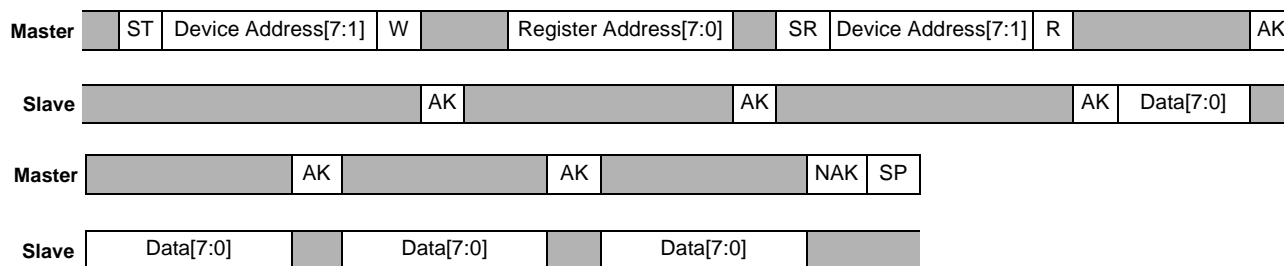 Master ST Device Address[7:1] W Register Address[7:0] SR Device Address[7:1] R AK
Slave AK AK AK Data[7:0]
Master AK AK NAK SP
Slave Data[7:0] Data[7:0] Data[7:0]